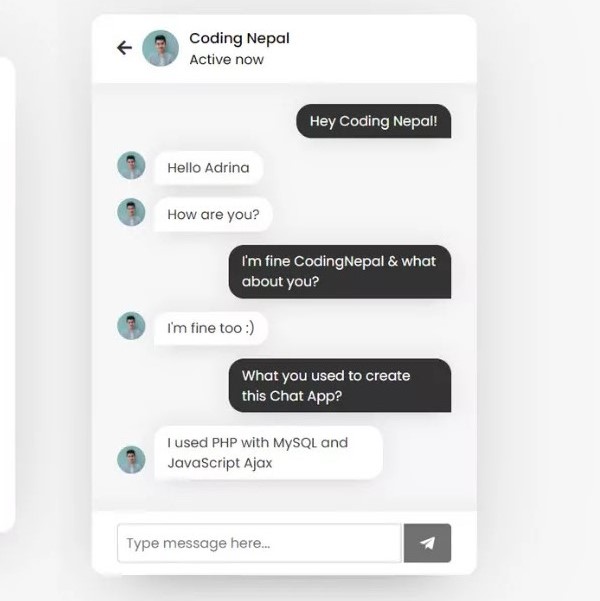 Coding Nepal
Active now
Hey Coding Nepal!
Hello Adrina
How are you?
I'm fine CodingNepal & what
about you?
I'm fine too :)
What you used to create
this Chat App?
I used PHP with MySQL and
JavaScript Ajax
Type message here...